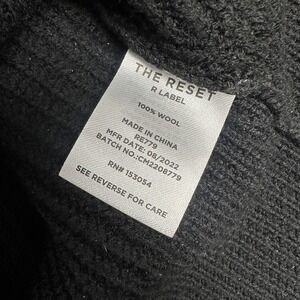 THE RESET
R LABEL
100% WOOL
MADE IN CHINA
RE779
MFR DATE: 08/2022
BATCH NO.: CM2208779
RN# 153054
SEE REVERSE FOR CARE